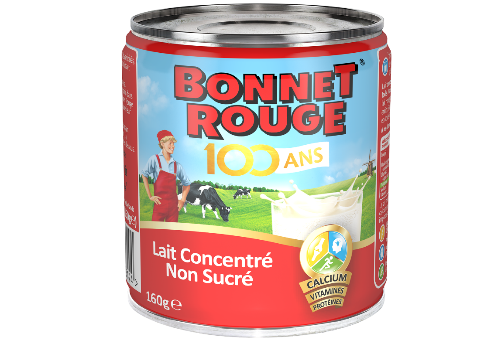 BONNET®
ROUGE
100 ANS
Lait Concentré
Non Sucré
160g℮
CALCIUM
VITAMINES
PROTÉINES